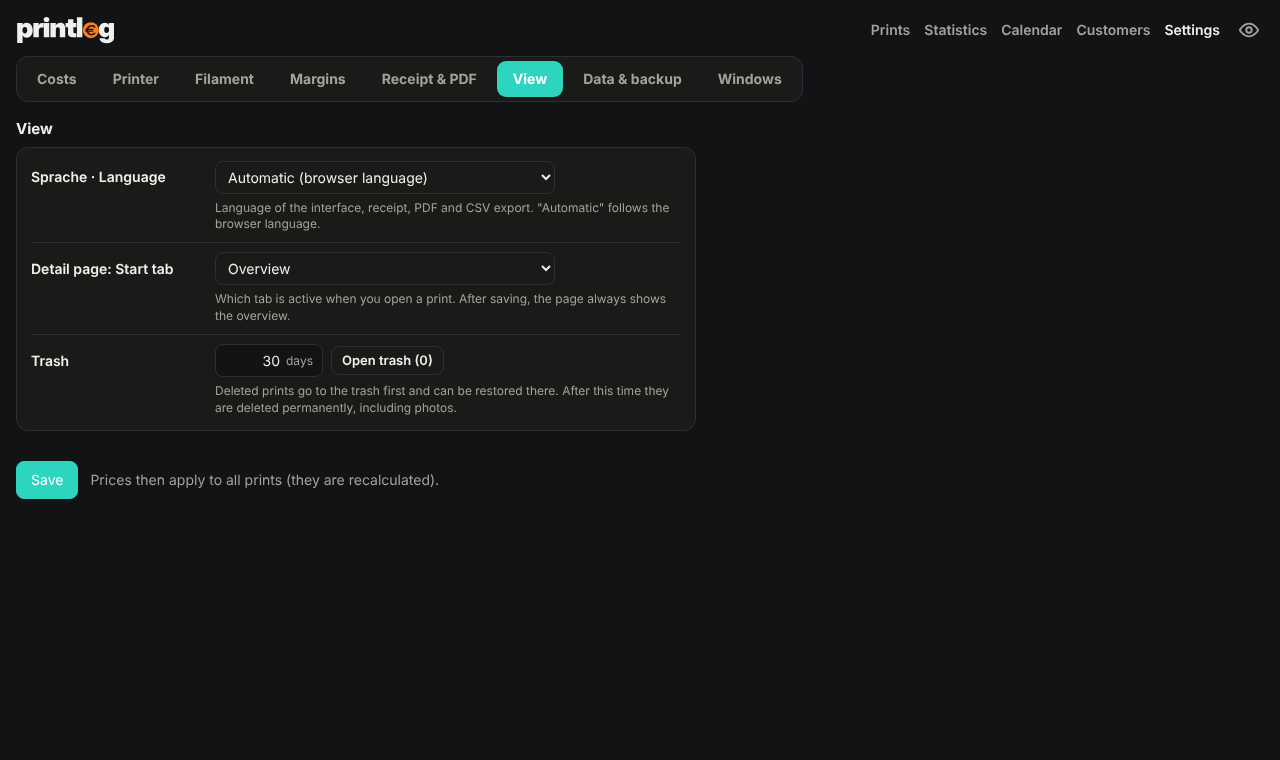 printlog
Prints Statistics Calendar Customers Settings
Costs Printer Filament Margins Receipt & PDF View Data & backup Windows
View
Sprache · Language
Automatic (browser language)
Language of the interface, receipt, PDF and CSV export. "Automatic" follows the
browser language.
Detail page: Start tab
Overview
Which tab is active when you open a print. After saving, the page always shows
the overview.
Trash
30 days Open trash (0)
Deleted prints go to the trash first and can be restored there. After this time they
are deleted permanently, including photos.
Save Prices then apply to all prints (they are recalculated).